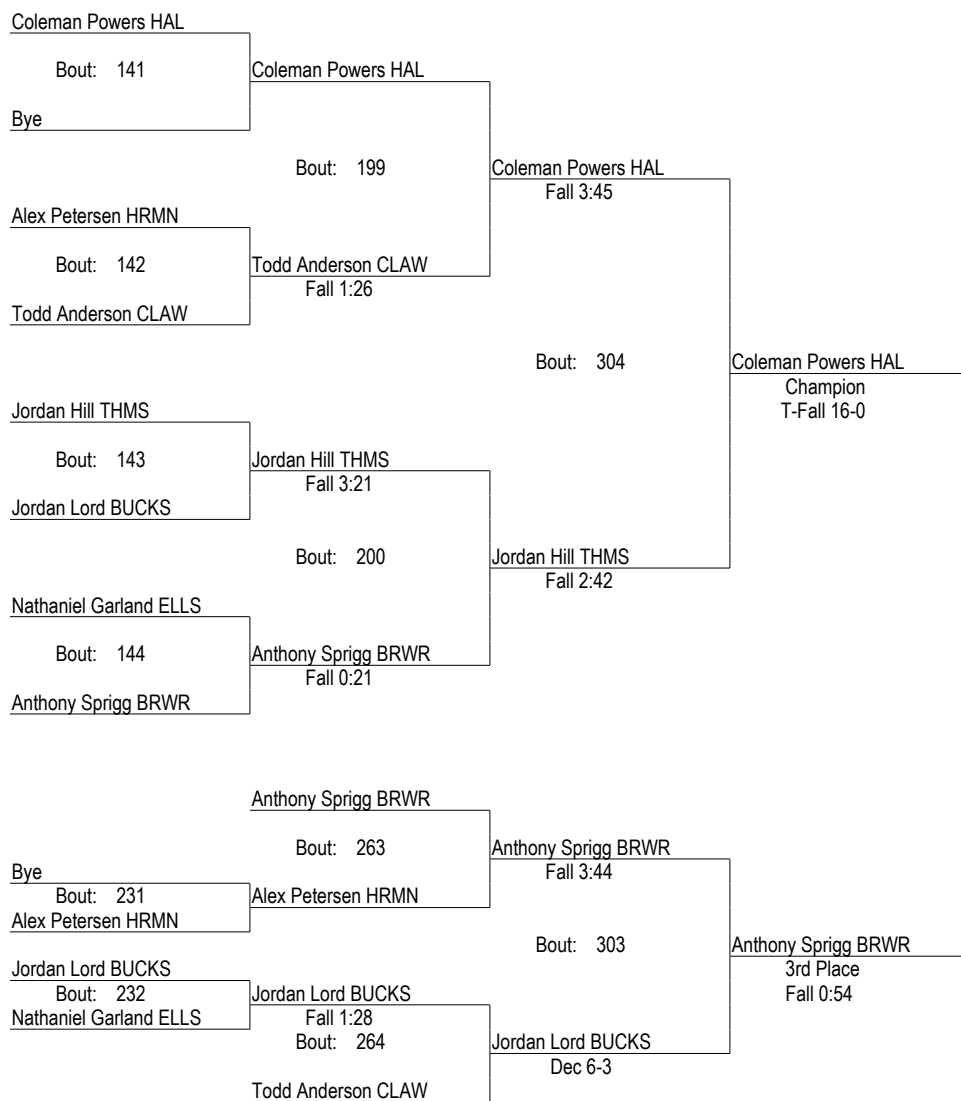 Coleman Powers HAL
Bout: 141
Coleman Powers HAL
Bye
Bout: 199
Coleman Powers HAL
Fall 3:45
Alex Petersen HRMN
Bout: 142
Todd Anderson CLAW
Fall 1:26
Todd Anderson CLAW
Bout: 304
Coleman Powers HAL
Champion
T-Fall 16-0
Jordan Hill THMS
Bout: 143
Jordan Hill THMS
Fall 3:21
Jordan Lord BUCKS
Bout: 200
Jordan Hill THMS
Fall 2:42
Nathaniel Garland ELLS
Bout: 144
Anthony Sprigg BRWR
Fall 0:21
Anthony Sprigg BRWR
Anthony Sprigg BRWR
Bout: 263
Anthony Sprigg BRWR
Fall 3:44
Bye
Bout: 231
Alex Petersen HRMN
Alex Petersen HRMN
Bout: 303
Anthony Sprigg BRWR
3rd Place
Fall 0:54
Jordan Lord BUCKS
Bout: 232
Jordan Lord BUCKS
Nathaniel Garland ELLS
Fall 1:28
Bout: 264
Jordan Lord BUCKS
Dec 6-3
Todd Anderson CLAW